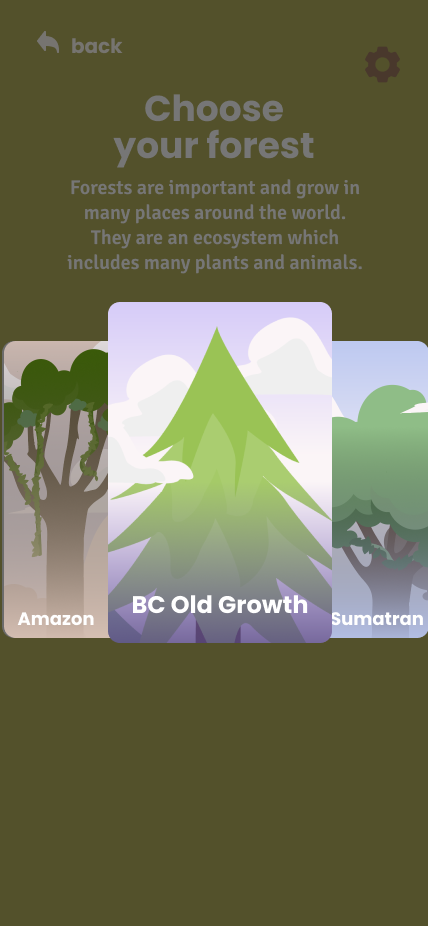 back
Choose
your forest
Forests are important and grow in
many places around the world.
They are an ecosystem which
includes many plants and animals.
Amazon
BC Old Growth
Sumatran